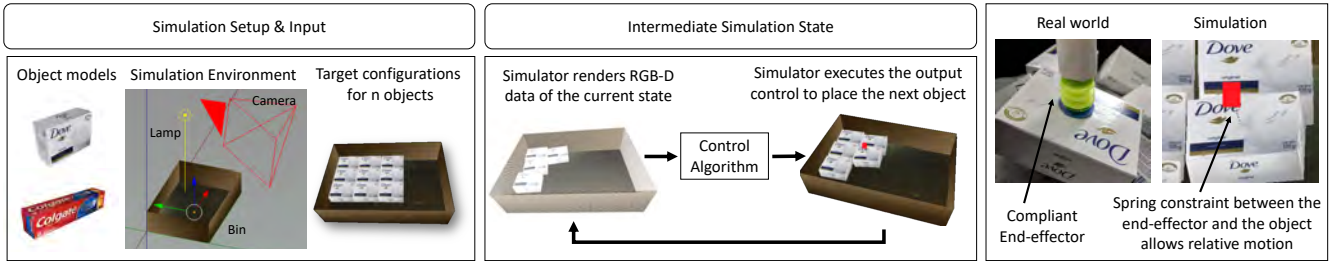 Simulation Setup & Input
Object models
Simulation Environment
Target configurations
for n objects
Dove
Colgate
Camera
Lamp
Bin
Intermediate Simulation State
Simulator renders RGB-D
data of the current state
Simulator executes the output
control to place the next object
Control
Algorithm
Real world
Simulation
Dove
Dove
Dove
Dove
Compliant
End-effector
Spring constraint between the
end-effector and the object
allows relative motion